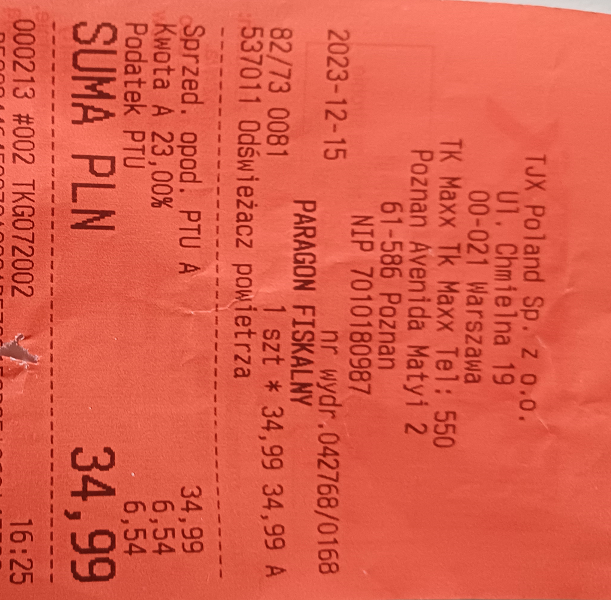 TJX Poland Sp. z o.o.
ul. Chmielna 19
00-021 Warszawa
TK Maxx Tk Maxx Tel: 550
Poznan Avenida Matyi 2
61-586 Poznan
NIP 7010180987
2023-12-15 nr wydr.042768/0168
PARAGON FISKALNY
82/73 0081 1 szt * 34,99 34,99 A
537011 Odświeżacz powietrza
Sprzed. opod. PTU A 34,99
Kwota A 23,00% 6,54
Podatek PTU 6,54
SUMA PLN 34,99
000213 #002 TKG072002 16:25